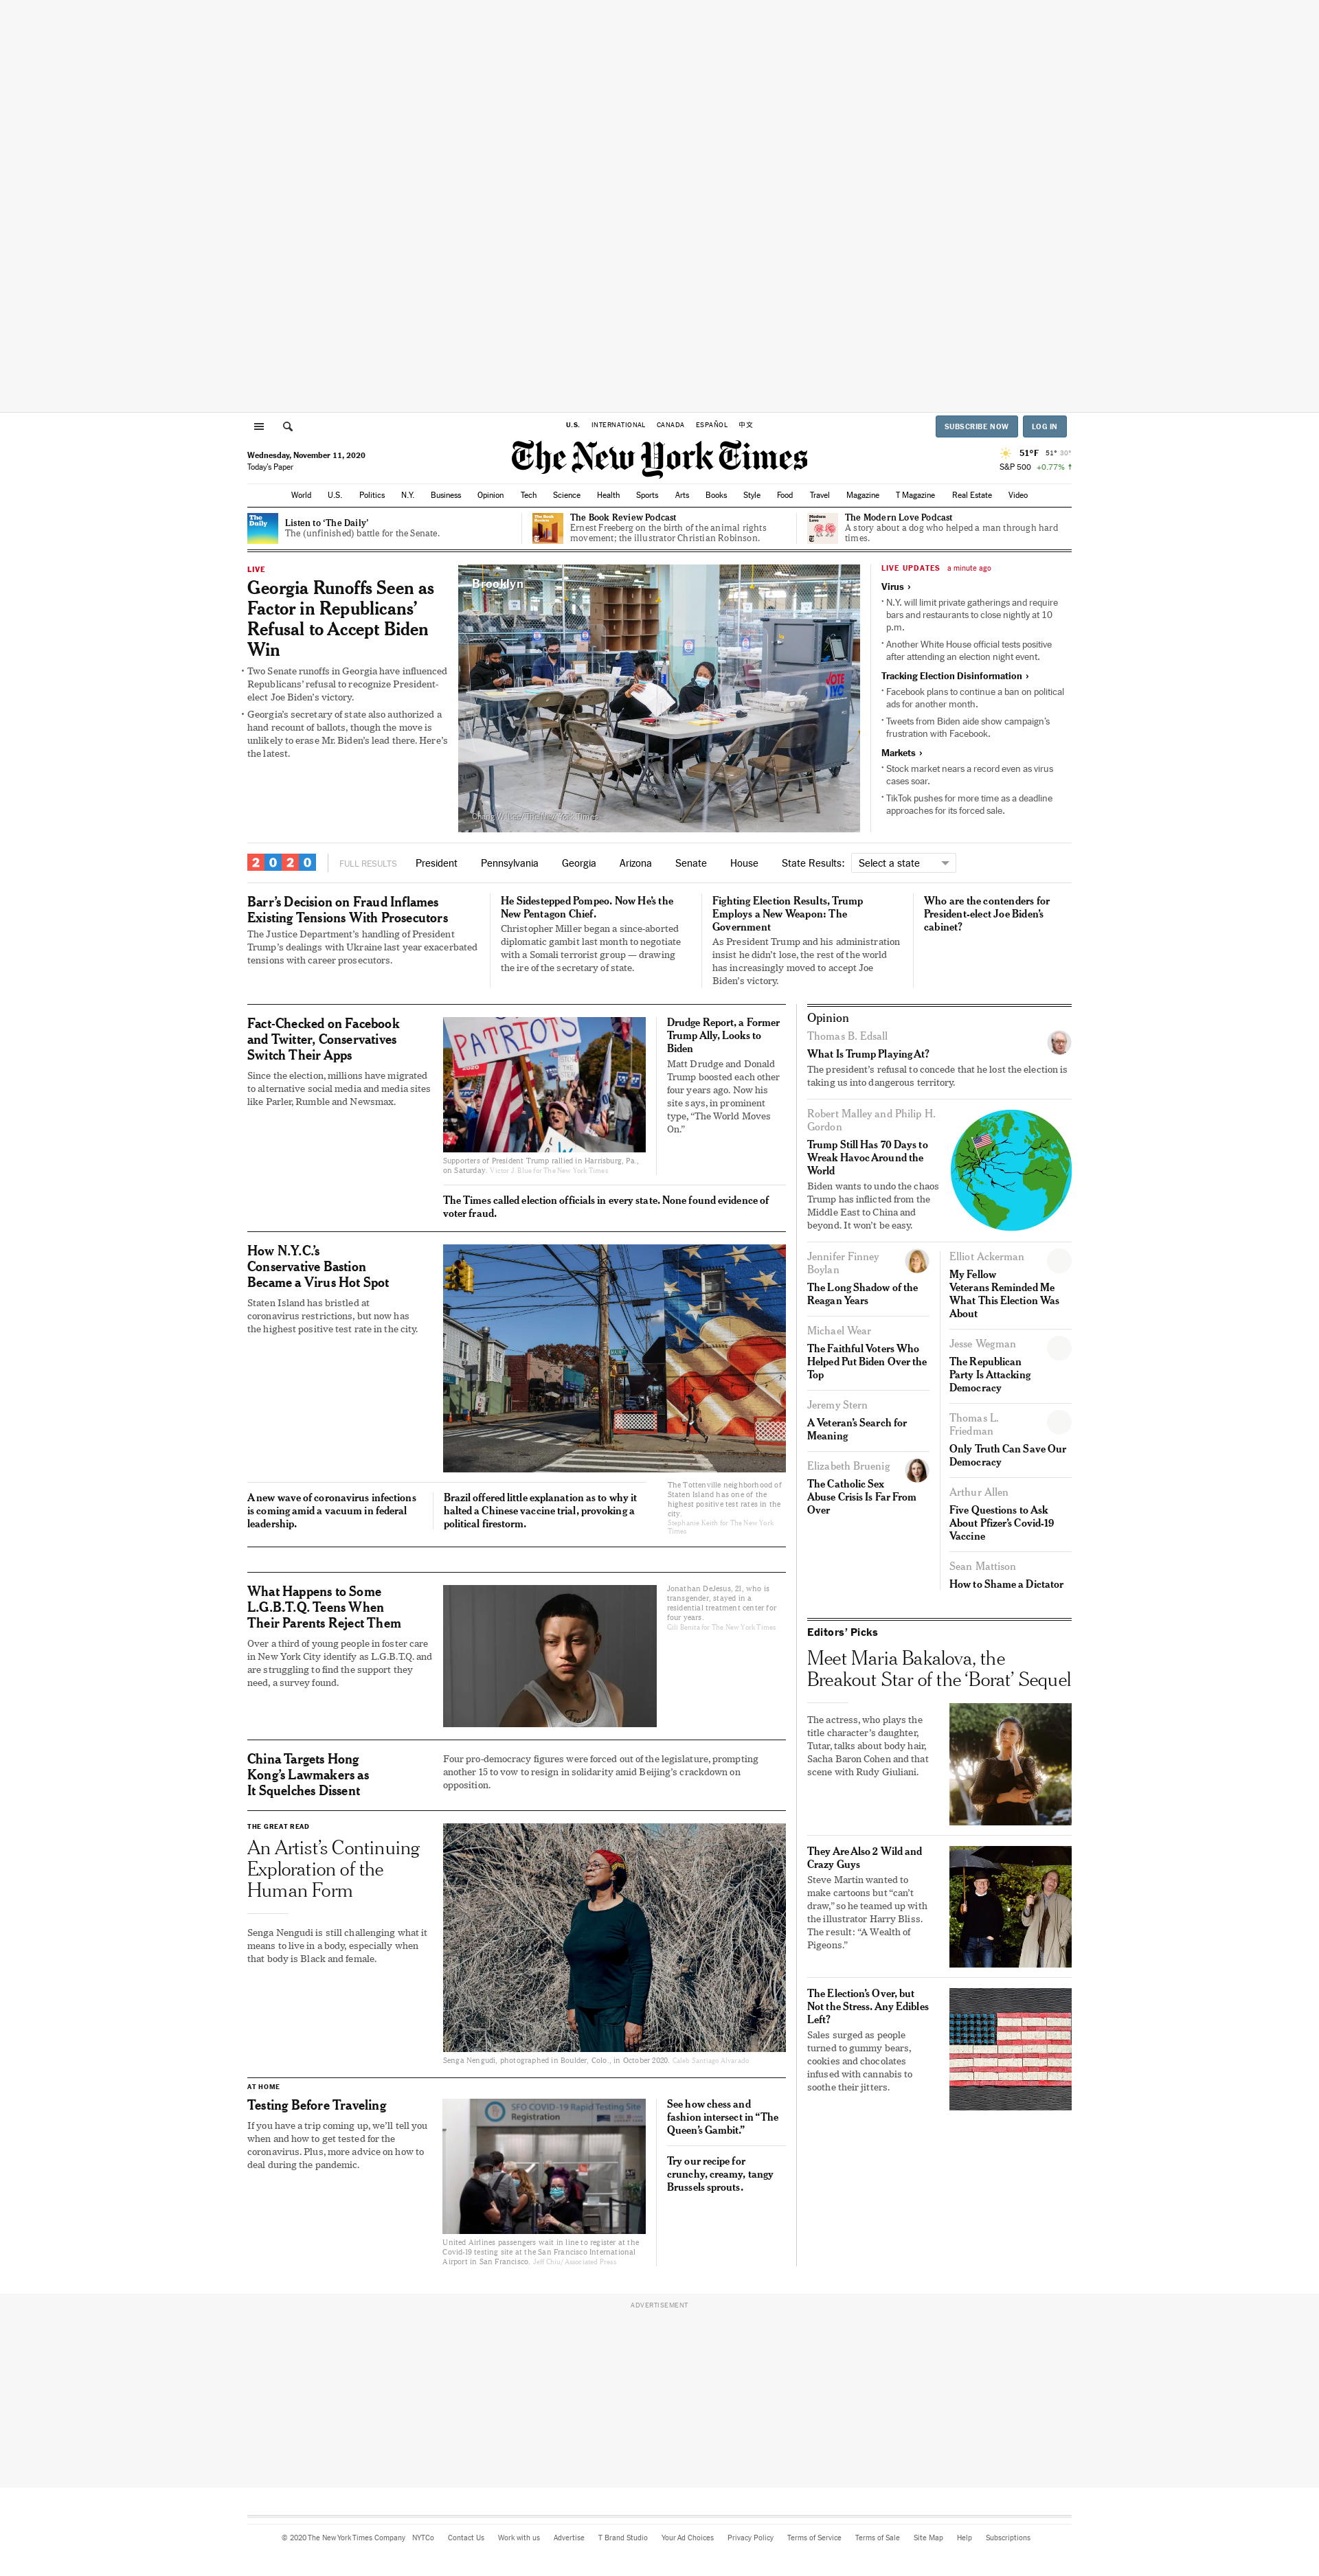 U.S. INTERNATIONAL CANADA ESPAÑOL 中文
SUBSCRIBE NOW LOG IN
Wednesday, November 11, 2020
Today's Paper
The New York Times
51°F 51° 30°
S&P 500 +0.77%
World U.S. Politics N.Y. Business Opinion Tech Science Health Sports Arts Books Style Food Travel Magazine T Magazine Real Estate Video
The
Daily
Listen to ‘The Daily’
The (unfinished) battle for the Senate.
The Book Review Podcast
Ernest Freeberg on the birth of the animal rights
movement; the illustrator Christian Robinson.
Modern
Love
The Modern Love Podcast
A story about a dog who helped a man through hard
times.
LIVE
Georgia Runoffs Seen as
Factor in Republicans’
Refusal to Accept Biden
Win
Two Senate runoffs in Georgia have influenced
Republicans’ refusal to recognize President-
elect Joe Biden’s victory.
Georgia’s secretary of state also authorized a
hand recount of ballots, though the move is
unlikely to erase Mr. Biden’s lead there. Here’s
the latest.
Brooklyn
VOTE
NYC
LIVE UPDATES a minute ago
Virus ›
N.Y. will limit private gatherings and require
bars and restaurants to close nightly at 10
p.m.
Another White House official tests positive
after attending an election night event.
Tracking Election Disinformation ›
Facebook plans to continue a ban on political
ads for another month.
Tweets from Biden aide show campaign’s
frustration with Facebook.
Markets ›
Stock market nears a record even as virus
cases soar.
TikTok pushes for more time as a deadline
approaches for its forced sale.
2020 FULL RESULTS President Pennsylvania Georgia Arizona Senate House State Results: Select a state
Barr’s Decision on Fraud Inflames
Existing Tensions With Prosecutors
The Justice Department’s handling of President
Trump’s dealings with Ukraine last year exacerbated
tensions with career prosecutors.
He Sidestepped Pompeo. Now He’s the
New Pentagon Chief.
Christopher Miller began a since-aborted
diplomatic gambit last month to negotiate
with a Somali terrorist group — drawing
the ire of the secretary of state.
Fighting Election Results, Trump
Employs a New Weapon: The
Government
As President Trump and his administration
insist he didn’t lose, the rest of the world
has increasingly moved to accept Joe
Biden’s victory.
Who are the contenders for
President-elect Joe Biden’s
cabinet?
Fact-Checked on Facebook
and Twitter, Conservatives
Switch Their Apps
Since the election, millions have migrated
to alternative social media and media sites
like Parler, Rumble and Newsmax.
PATRIOTS
Supporters of President Trump rallied in Harrisburg, Pa.,
on Saturday. Victor J. Blue for The New York Times
Drudge Report, a Former
Trump Ally, Looks to
Biden
Matt Drudge and Donald
Trump boosted each other
four years ago. Now his
site says, in prominent
type, “The World Moves
On.”
The Times called election officials in every state. None found evidence of
voter fraud.
How N.Y.C.’s
Conservative Bastion
Became a Virus Hot Spot
Staten Island has bristled at
coronavirus restrictions, but now has
the highest positive test rate in the city.
The Tottenville neighborhood of
Staten Island has one of the
highest positive test rates in the
city.
Stephanie Keith for The New York
Times
A new wave of coronavirus infections
is coming amid a vacuum in federal
leadership.
Brazil offered little explanation as to why it
halted a Chinese vaccine trial, provoking a
political firestorm.
What Happens to Some
L.G.B.T.Q. Teens When
Their Parents Reject Them
Over a third of young people in foster care
in New York City identify as L.G.B.T.Q. and
are struggling to find the support they
need, a survey found.
Jonathan DeJesus, 21, who is
transgender, stayed in a
residential treatment center for
four years.
Gili Benita for The New York Times
China Targets Hong
Kong’s Lawmakers as
It Squelches Dissent
Four pro-democracy figures were forced out of the legislature, prompting
another 15 to vow to resign in solidarity amid Beijing’s crackdown on
opposition.
THE GREAT READ
An Artist’s Continuing
Exploration of the
Human Form
Senga Nengudi is still challenging what it
means to live in a body, especially when
that body is Black and female.
Senga Nengudi, photographed in Boulder, Colo., in October 2020. Caleb Santiago Alvarado
AT HOME
Testing Before Traveling
If you have a trip coming up, we’ll tell you
when and how to get tested for the
coronavirus. Plus, more advice on how to
deal during the pandemic.
SFO COVID-19 Rapid Testing Site
Registration
United Airlines passengers wait in line to register at the
Covid-19 testing site at the San Francisco International
Airport in San Francisco. Jeff Chiu/Associated Press
See how chess and
fashion intersect in “The
Queen’s Gambit.”
Try our recipe for
crunchy, creamy, tangy
Brussels sprouts.
Opinion
Thomas B. Edsall
What Is Trump Playing At?
The president’s refusal to concede that he lost the election is
taking us into dangerous territory.
Robert Malley and Philip H.
Gordon
Trump Still Has 70 Days to
Wreak Havoc Around the
World
Biden wants to undo the chaos
Trump has inflicted from the
Middle East to China and
beyond. It won’t be easy.
Jennifer Finney
Boylan
The Long Shadow of the
Reagan Years
Michael Wear
The Faithful Voters Who
Helped Put Biden Over the
Top
Jeremy Stern
A Veteran’s Search for
Meaning
Elizabeth Bruenig
The Catholic Sex
Abuse Crisis Is Far From
Over
Elliot Ackerman
My Fellow
Veterans Reminded Me
What This Election Was
About
Jesse Wegman
The Republican
Party Is Attacking
Democracy
Thomas L.
Friedman
Only Truth Can Save Our
Democracy
Arthur Allen
Five Questions to Ask
About Pfizer’s Covid-19
Vaccine
Sean Mattison
How to Shame a Dictator
Editors’ Picks
Meet Maria Bakalova, the
Breakout Star of the ‘Borat’ Sequel
The actress, who plays the
title character’s daughter,
Tutar, talks about body hair,
Sacha Baron Cohen and that
scene with Rudy Giuliani.
They Are Also 2 Wild and
Crazy Guys
Steve Martin wanted to
make cartoons but “can’t
draw,” so he teamed up with
the illustrator Harry Bliss.
The result: “A Wealth of
Pigeons.”
The Election’s Over, but
Not the Stress. Any Edibles
Left?
Sales surged as people
turned to gummy bears,
cookies and chocolates
infused with cannabis to
soothe their jitters.
ADVERTISEMENT
© 2020 The New York Times Company NYTCo Contact Us Work with us Advertise T Brand Studio Your Ad Choices Privacy Policy Terms of Service Terms of Sale Site Map Help Subscriptions